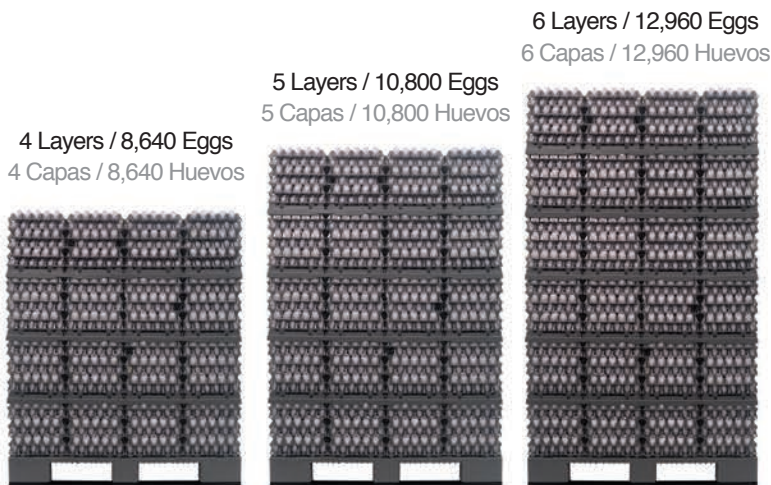 4 Layers / 8,640 Eggs
4 Capas / 8,640 Huevos
5 Layers / 10,800 Eggs
5 Capas / 10,800 Huevos
6 Layers / 12,960 Eggs
6 Capas / 12,960 Huevos